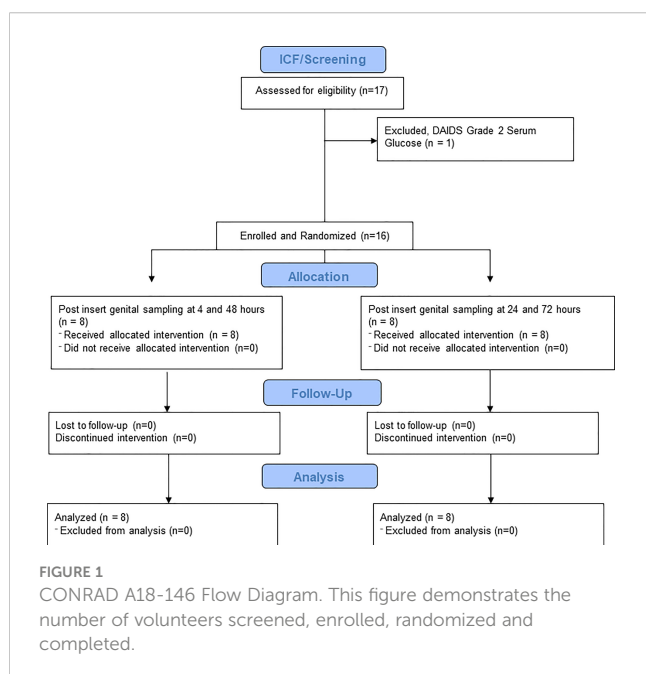 ICF/Screening
Assessed for eligibility (n=17)
Excluded, DAIDS Grade 2 Serum
Glucose (n = 1)
Enrolled and Randomized (n=16)
Allocation
Post insert genital sampling at 4 and 48 hours
(n = 8)
- Received allocated intervention (n = 8)
- Did not receive allocated intervention (n=0)
Post insert genital sampling at 24 and 72 hours
(n = 8)
- Received allocated intervention (n = 8)
- Did not receive allocated intervention (n=0)
Follow-Up
Lost to follow-up (n=0)
Discontinued intervention (n=0)
Lost to follow-up (n=0)
Discontinued intervention (n=0)
Analysis
Analyzed (n = 8)
- Excluded from analysis (n=0)
Analyzed (n = 8)
- Excluded from analysis (n=0)
FIGURE 1
CONRAD A18-146 Flow Diagram. This figure demonstrates the
number of volunteers screened, enrolled, randomized and
completed.